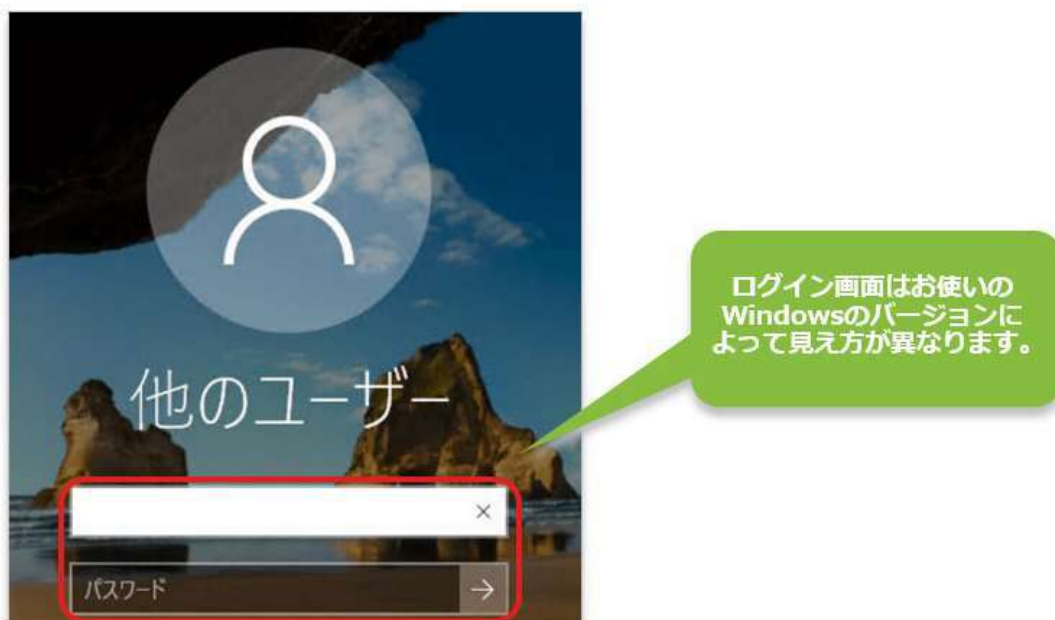 他のユーザー
パスワード
ログイン画面はお使いの
Windowsのバージョンに
よって見え方が異なります。